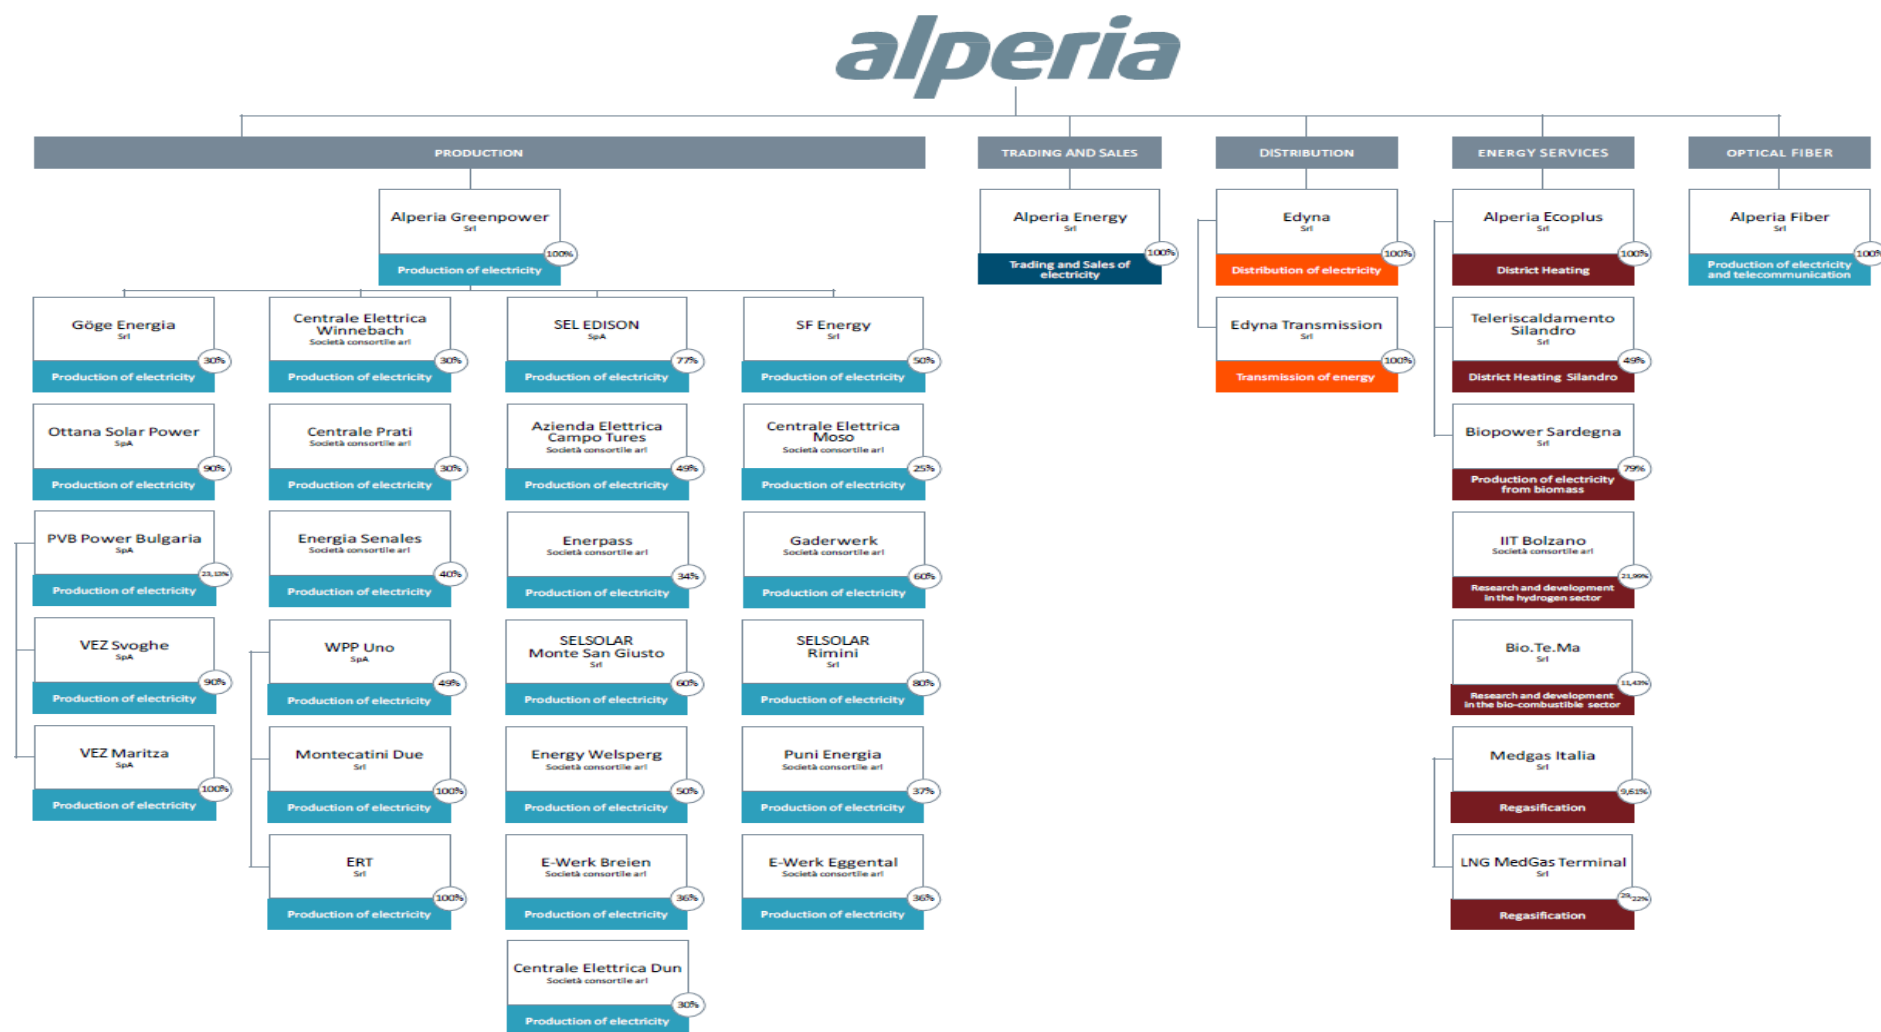 alperia
PRODUCTION
TRADING AND SALES
DISTRIBUTION
ENERGY SERVICES
OPTICAL FIBER
Alperia Greenpower
Srl
100%
Production of electricity
Alperia Energy
Srl
100%
Trading and Sales of
electricity
Edyna
Srl
100%
Distribution of electricity
Alperia Ecoplus
Srl
100%
District Heating
Alperia Fiber
Srl
100%
Production of electricity
and telecommunication
Göge Energia
Srl
30%
Production of electricity
Centrale Elettrica
Winnebach
Società consortile arl
30%
Production of electricity
SEL EDISON
SpA
77%
Production of electricity
SF Energy
Srl
50%
Production of electricity
Edyna Transmission
Srl
100%
Transmission of energy
Teleriscaldamento
Silandro
Srl
49%
District Heating Silandro
Ottana Solar Power
SpA
90%
Production of electricity
Centrale Prati
Società consortile arl
30%
Production of electricity
Azienda Elettrica
Campo Tures
Società consortile arl
49%
Production of electricity
Centrale Elettrica
Moso
Società consortile arl
25%
Production of electricity
Biopower Sardegna
Srl
79%
Production of electricity
from biomass
PVB Power Bulgaria
SpA
23,13%
Production of electricity
Energia Senales
Società consortile arl
40%
Production of electricity
Enerpass
Società consortile arl
34%
Production of electricity
Gaderwerk
Società consortile arl
60%
Production of electricity
IIT Bolzano
Società consortile arl
21,99%
Research and development
in the hydrogen sector
VEZ Svoghe
SpA
90%
Production of electricity
WPP Uno
SpA
49%
Production of electricity
SELSOLAR
Monte San Giusto
Srl
60%
Production of electricity
SELSOLAR
Rimini
Srl
80%
Production of electricity
Bio.Te.Ma
Srl
11,43%
Research and development
in the bio-combustible sector
VEZ Maritza
SpA
100%
Production of electricity
Montecatini Due
Srl
100%
Production of electricity
Energy Welsperg
Società consortile arl
50%
Production of electricity
Puni Energia
Società consortile arl
37%
Production of electricity
Medgas Italia
Srl
9,61%
Regasification
ERT
Srl
100%
Production of electricity
E-Werk Breien
Società consortile arl
36%
Production of electricity
E-Werk Eggental
Società consortile arl
36%
Production of electricity
LNG MedGas Terminal
Srl
29,22%
Regasification
Centrale Elettrica Dun
Società consortile arl
30%
Production of electricity